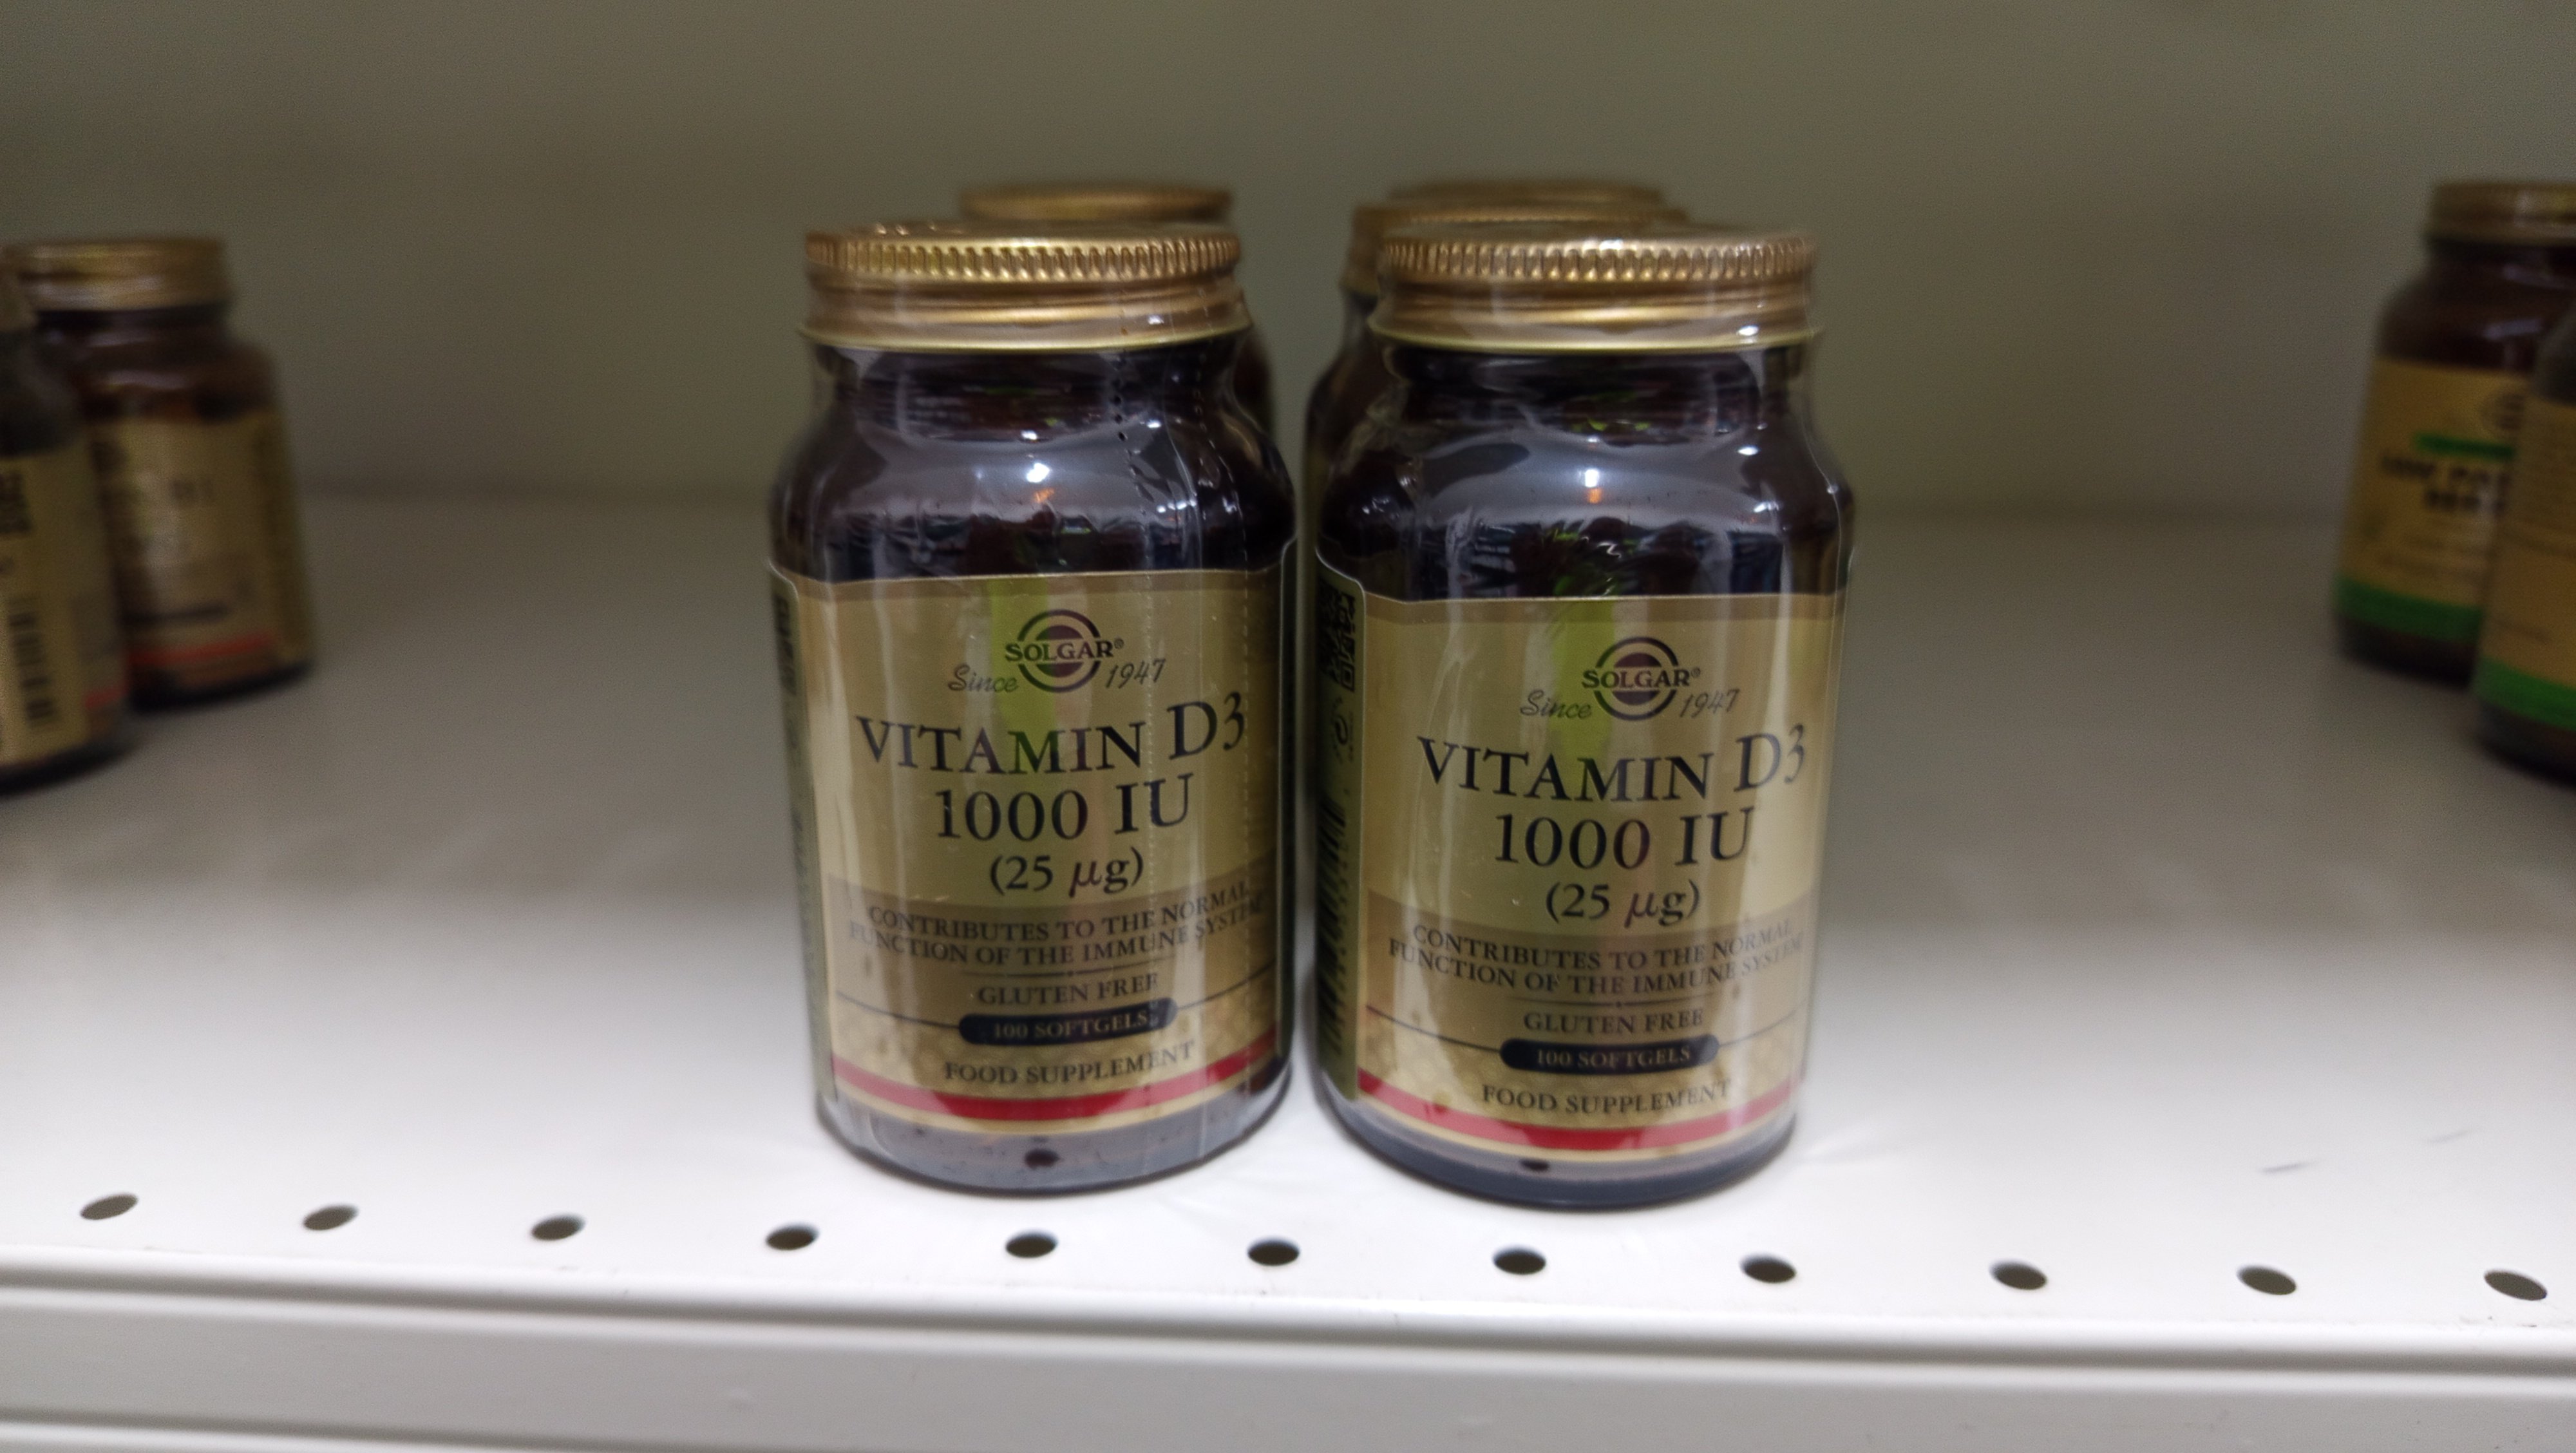 SOLGAR®
Since 1947
VITAMIN D3
1000 IU
(25 µg)
CONTRIBUTES TO THE NORMAL
FUNCTION OF THE IMMUNE SYSTEM
GLUTEN FREE
100 SOFTGELS
FOOD SUPPLEMENT
SOLGAR®
Since 1947
VITAMIN D3
1000 IU
(25 µg)
CONTRIBUTES TO THE NORMAL
FUNCTION OF THE IMMUNE SYSTEM
GLUTEN FREE
100 SOFTGELS
FOOD SUPPLEMENT